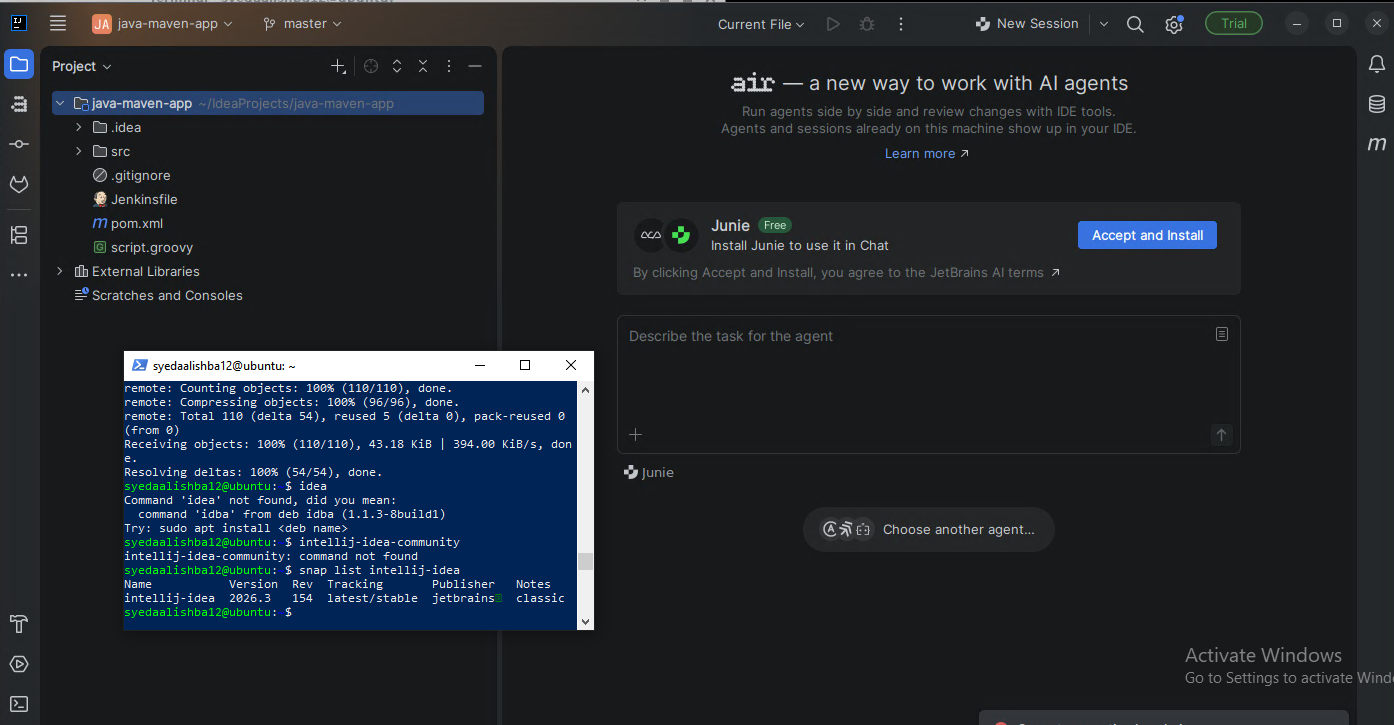 IJ
JA java-maven-app
master
Current File
New Session
Trial
Project
java-maven-app ~/IdeaProjects/java-maven-app
.idea
src
.gitignore
Jenkinsfile
m pom.xml
G script.groovy
External Libraries
Scratches and Consoles
air — a new way to work with AI agents
Run agents side by side and review changes with IDE tools.
Agents and sessions already on this machine show up in your IDE.
Learn more ↗
Junie Free
Install Junie to use it in Chat
Accept and Install
By clicking Accept and Install, you agree to the JetBrains AI terms ↗
Describe the task for the agent
Junie
Choose another agent...
m
syedaalishba12@ubuntu: ~
remote: Counting objects: 100% (110/110), done.
remote: Compressing objects: 100% (96/96), done.
remote: Total 110 (delta 54), reused 5 (delta 0), pack-reused 0
(from 0)
Receiving objects: 100% (110/110), 43.18 KiB | 394.00 KiB/s, don
e.
Resolving deltas: 100% (54/54), done.
syedaalishba12@ubuntu: $ idea
Command 'idea' not found, did you mean:
  command 'idba' from deb idba (1.1.3-8build1)
Try: sudo apt install <deb name>
syedaalishba12@ubuntu: $ intellij-idea-community
intellij-idea-community: command not found
syedaalishba12@ubuntu: $ snap list intellij-idea
Name Version Rev Tracking Publisher Notes
intellij-idea 2026.3 154 latest/stable jetbrains classic
syedaalishba12@ubuntu: $
Activate Windows
Go to Settings to activate Wind